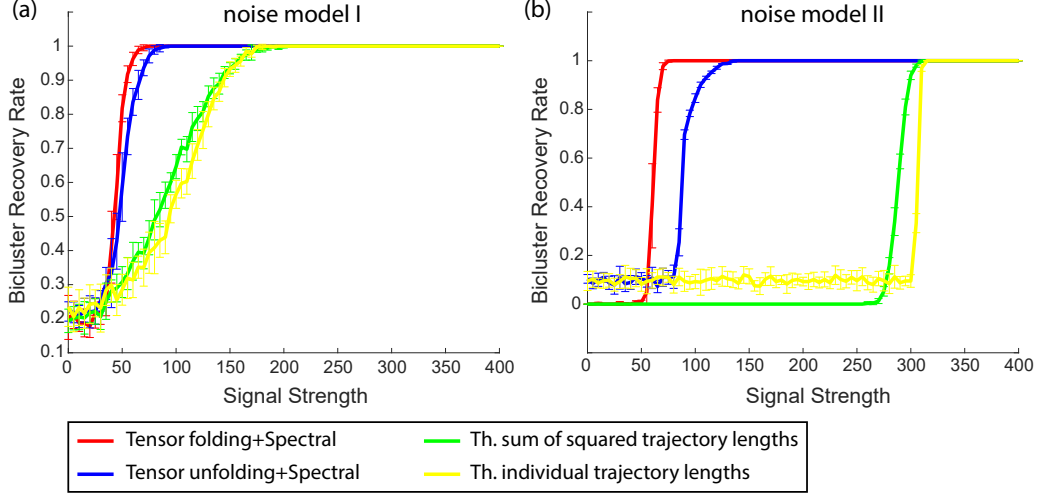 (a) noise model I
1
0.9
0.8
0.7
0.6
0.5
0.4
0.3
0.2
0.1
Bicluster Recovery Rate
0 50 100 150 200 250 300 350 400
Signal Strength
(b) noise model II
1
0.8
0.6
0.4
0.2
0
Bicluster Recovery Rate
0 50 100 150 200 250 300 350 400
Signal Strength
Tensor folding+Spectral
Tensor unfolding+Spectral
Th. sum of squared trajectory lengths
Th. individual trajectory lengths